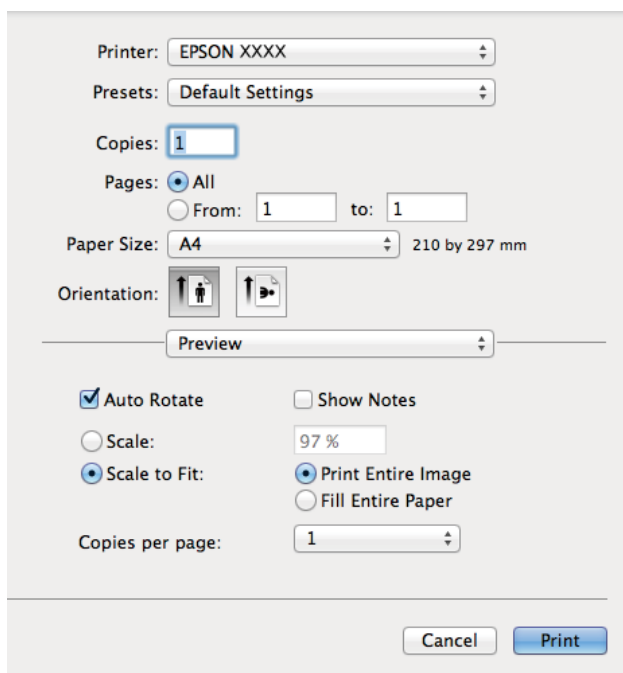 Printer: EPSON XXXX
Presets: Default Settings
Copies: 1
Pages: All
From: 1 to: 1
Paper Size: A4 210 by 297 mm
Orientation:
Preview
Auto Rotate Show Notes
Scale: 97 %
Scale to Fit: Print Entire Image
Fill Entire Paper
Copies per page: 1
Cancel Print